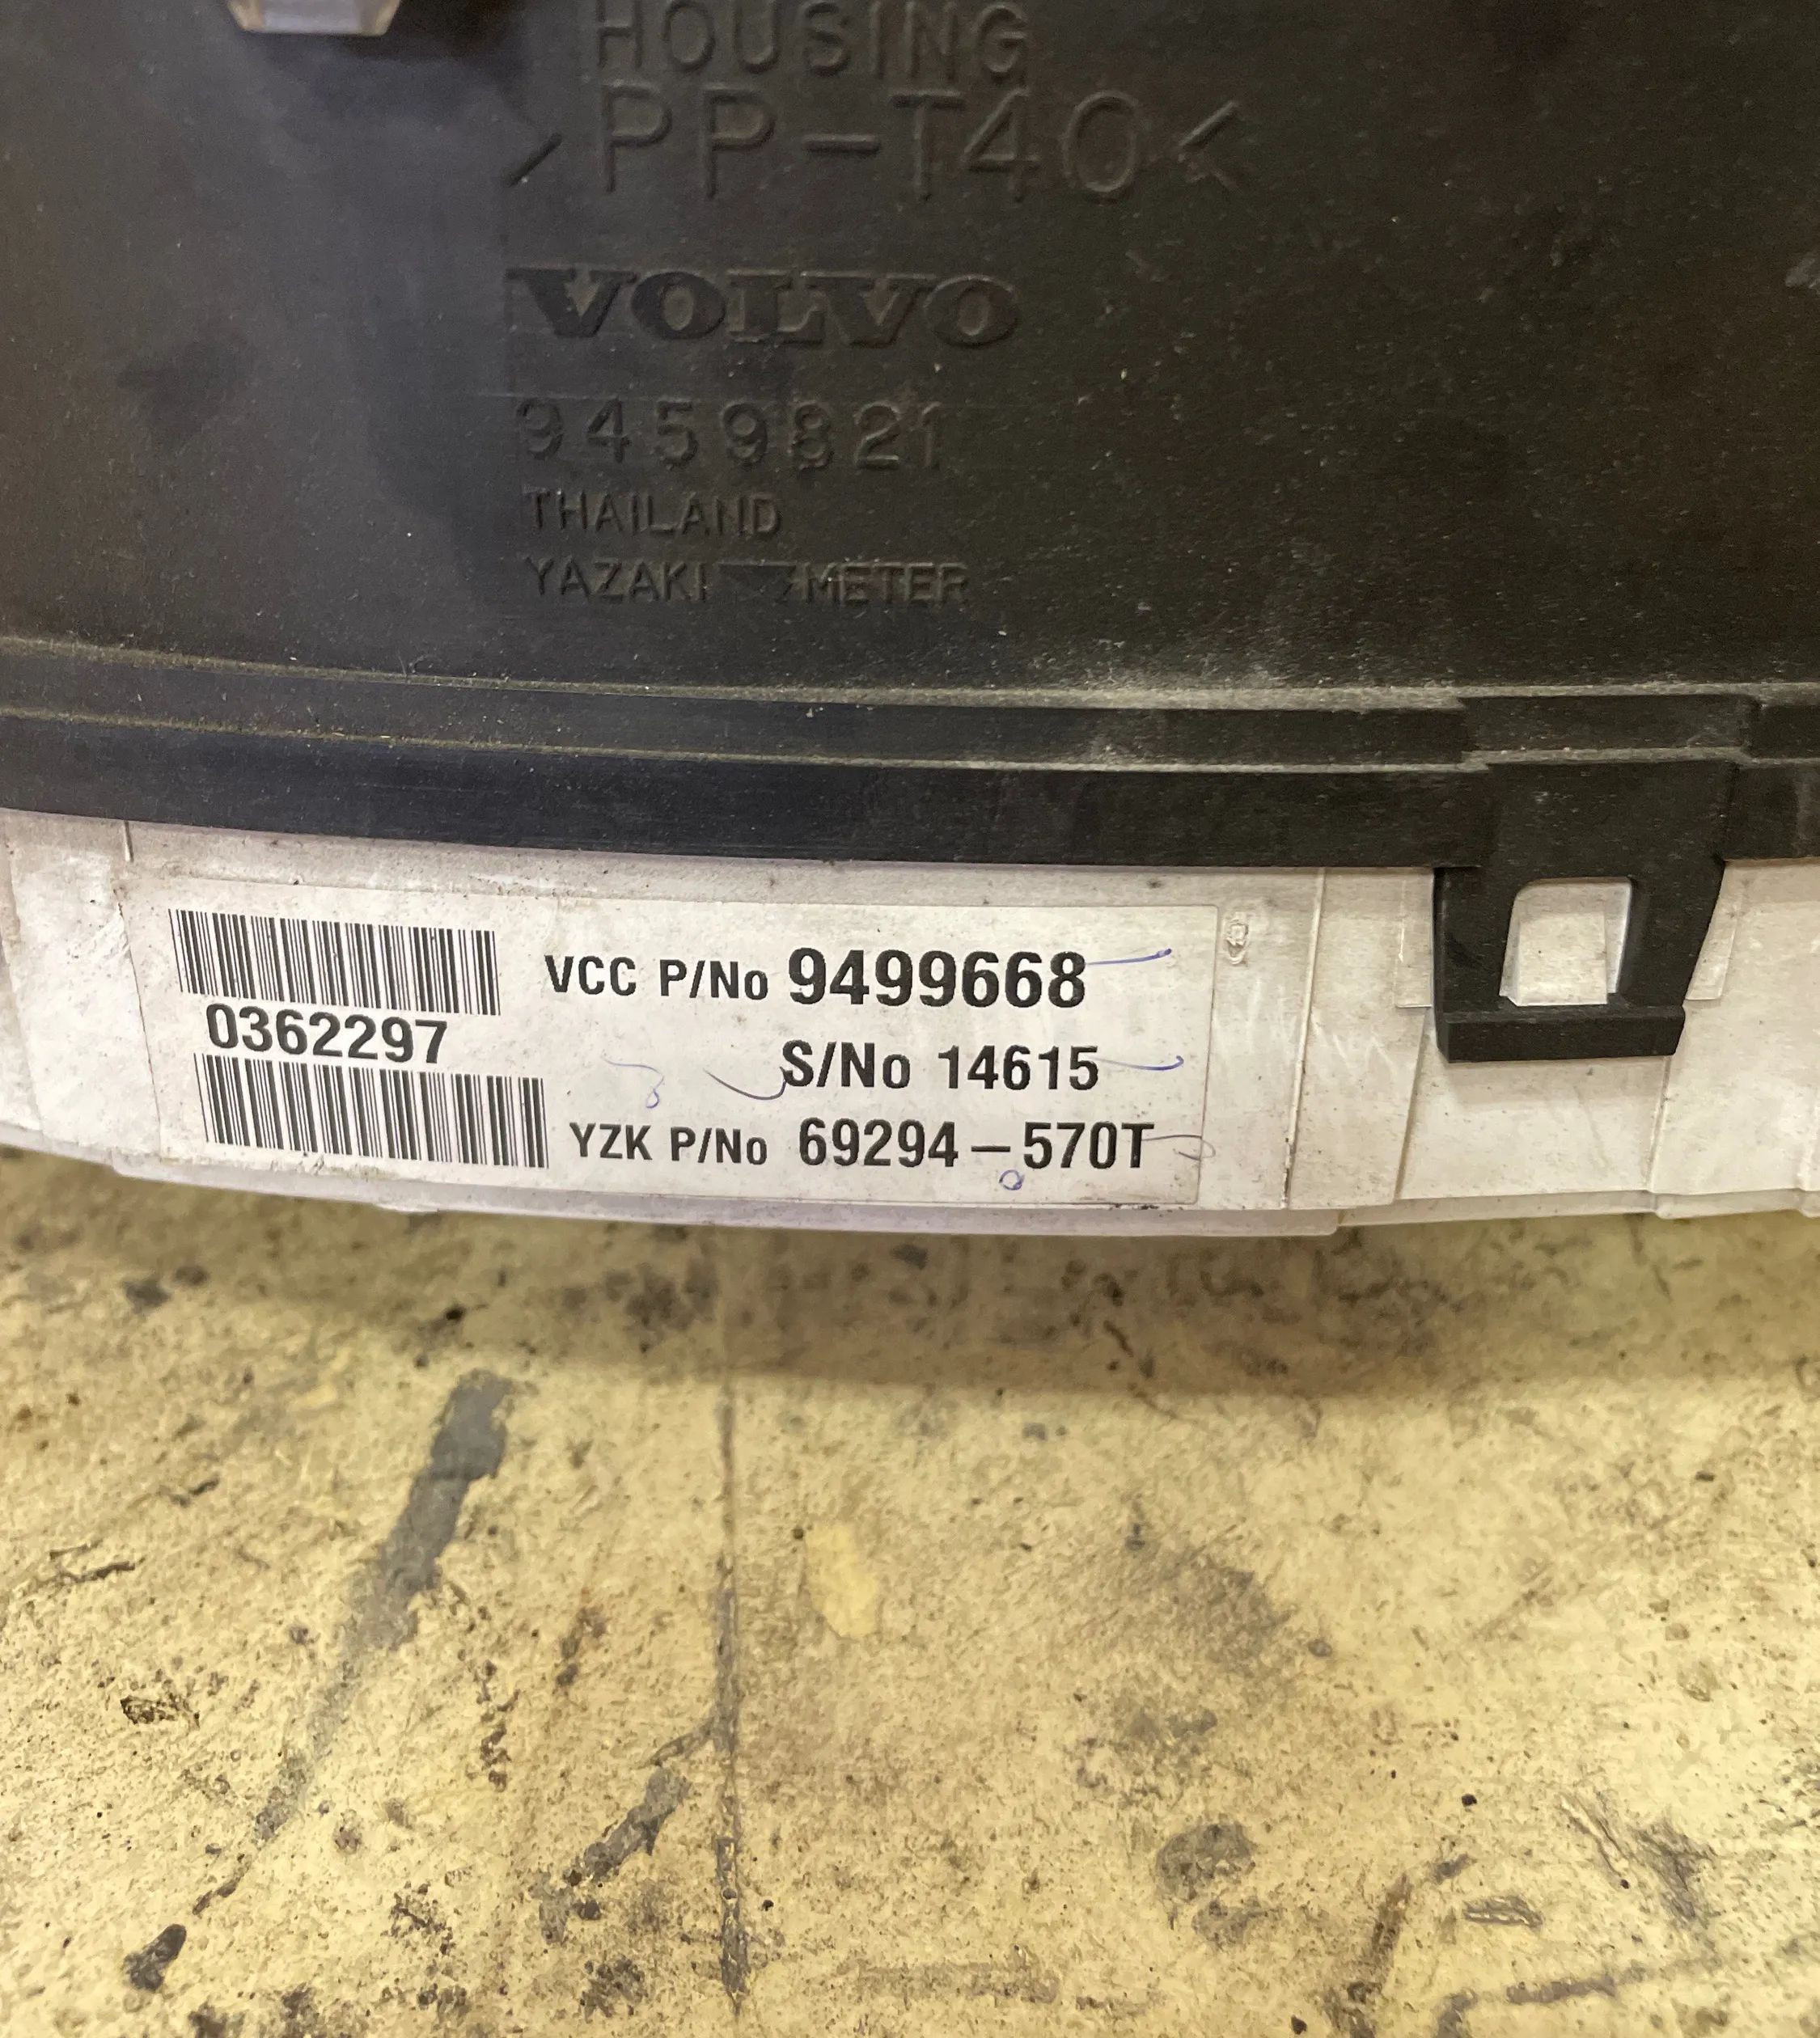 HOUSING
>PP-T40<
VOLVO
9459821
THAILAND
YAZAKI METER
VCC P/No 9499668
0362297
S/No 14615
YZK P/No 69294-570T